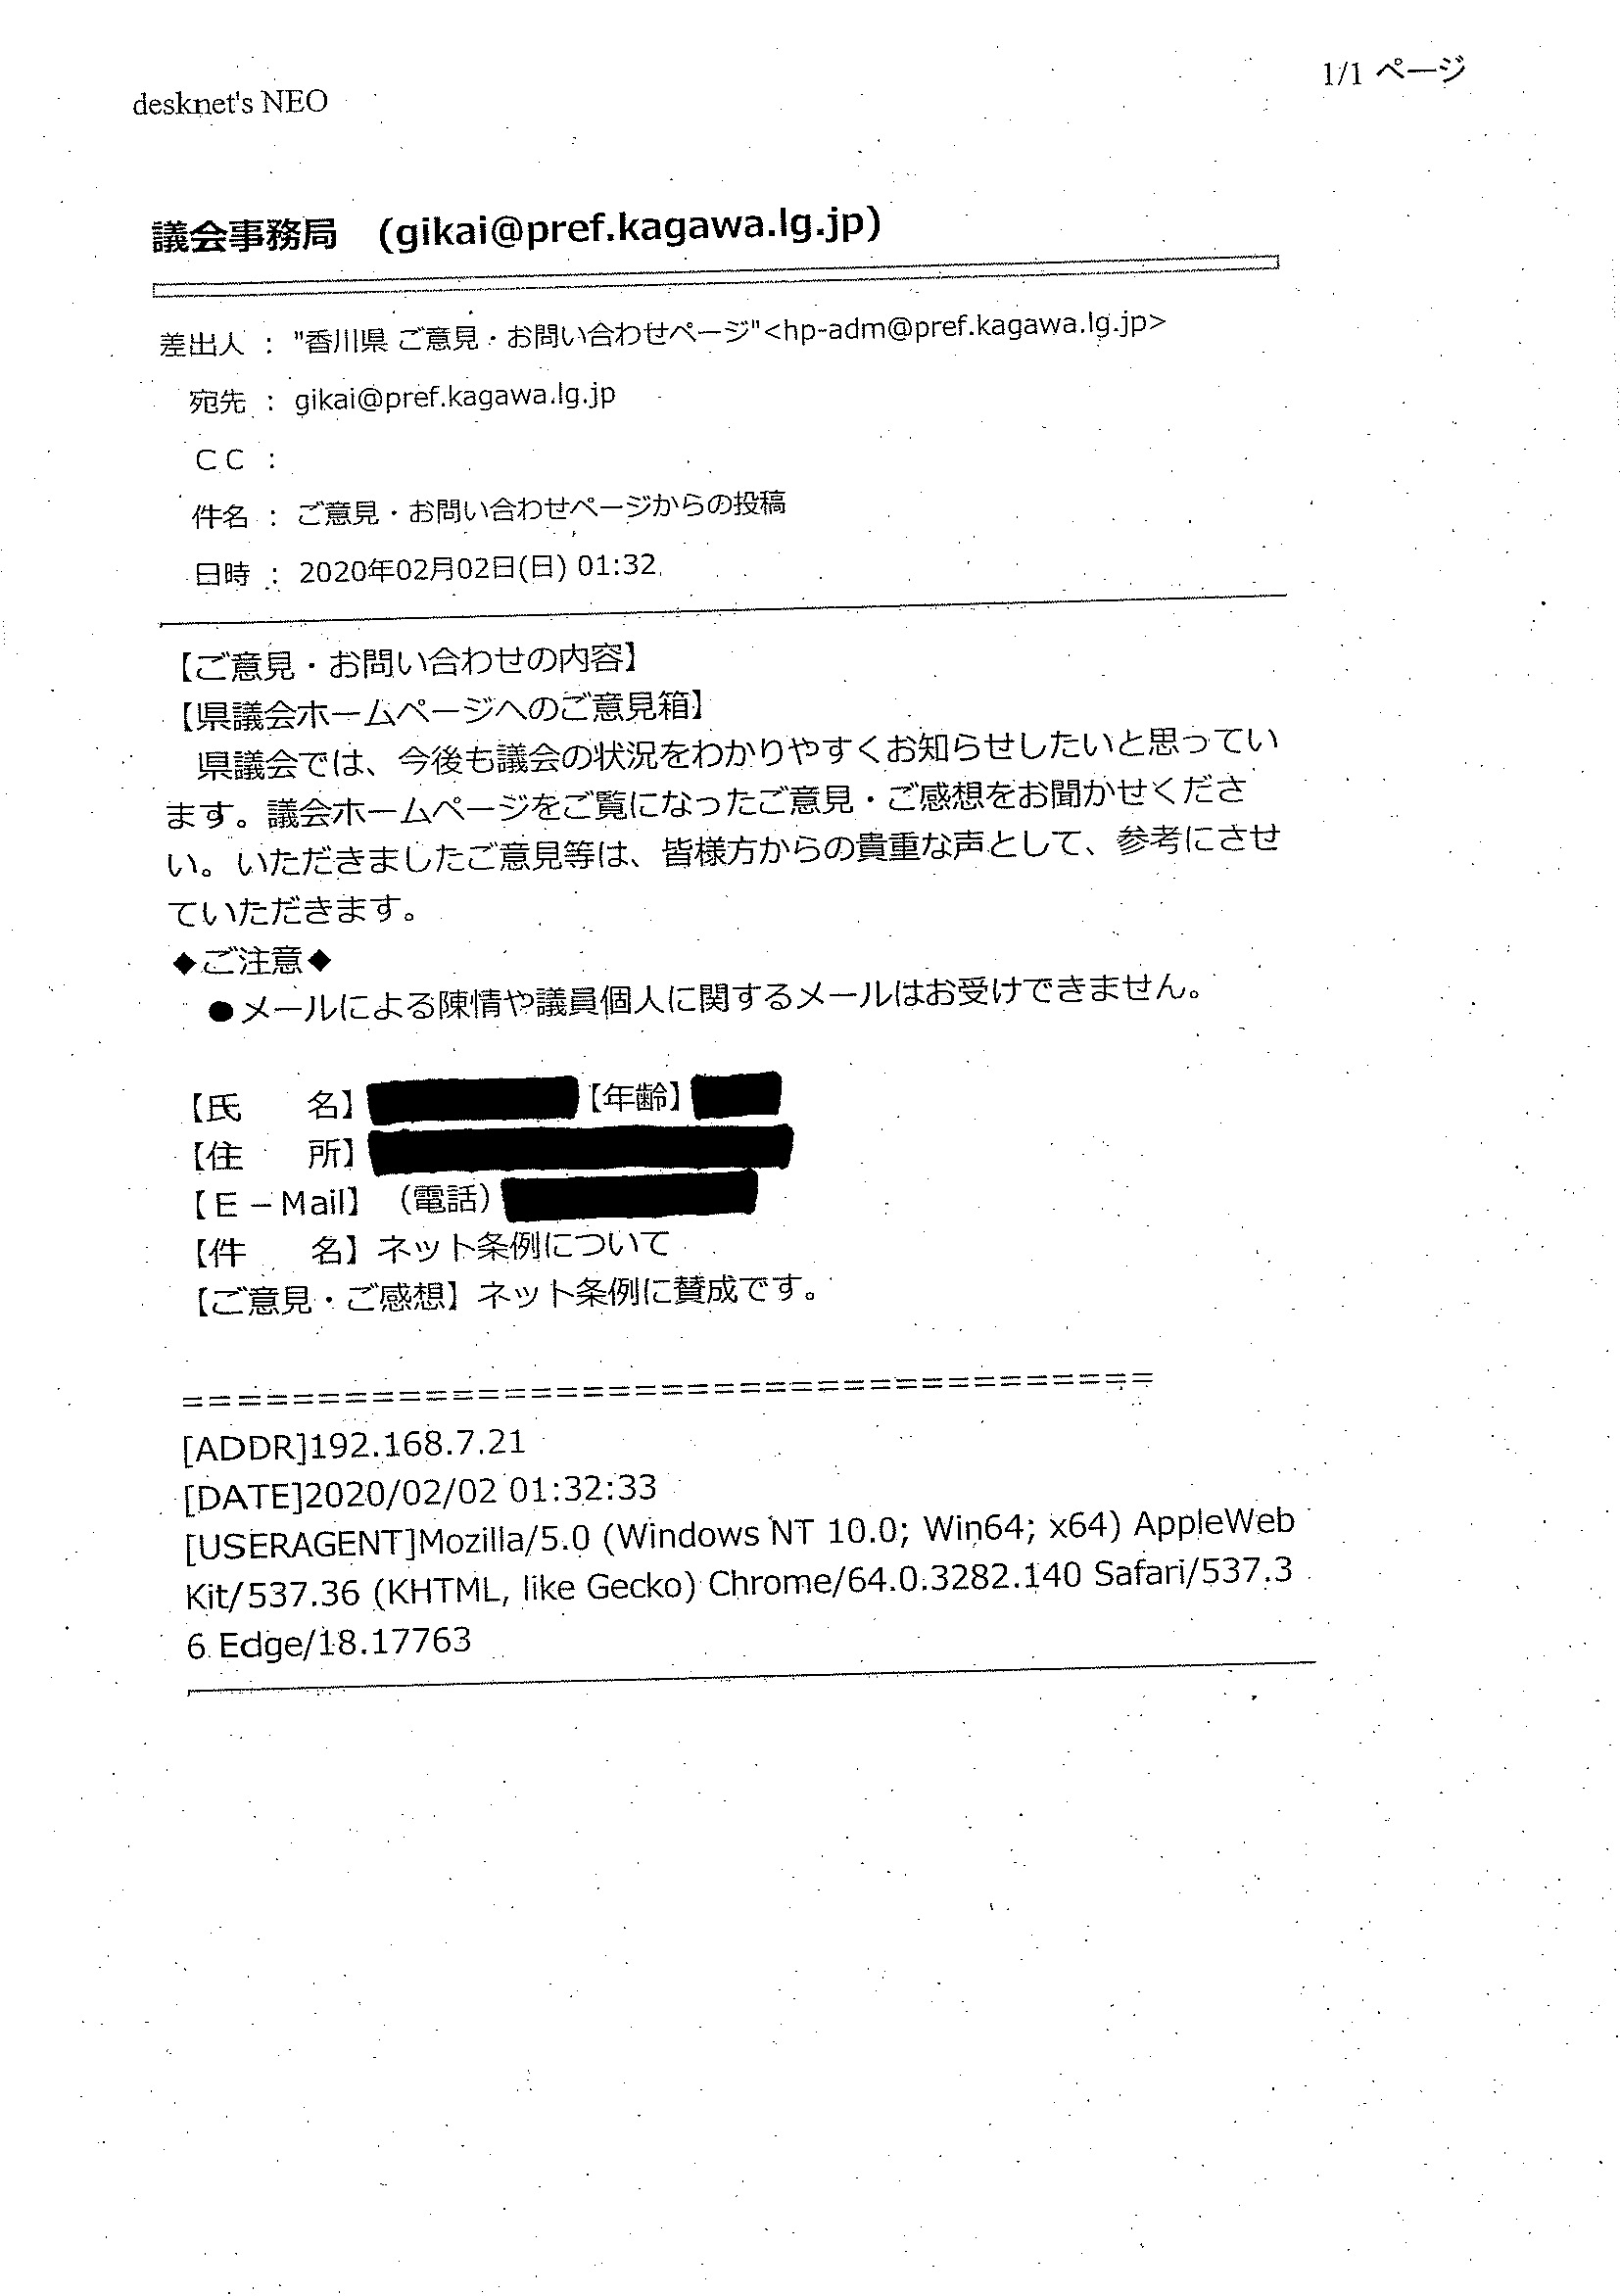 1/1 ページ
desknet's NEO
議会事務局　(gikai@pref.kagawa.lg.jp)
差出人 : "香川県 ご意見・お問い合わせページ"<hp-adm@pref.kagawa.lg.jp>
宛先 : gikai@pref.kagawa.lg.jp
ＣＣ :
件名 : ご意見・お問い合わせページからの投稿
日時 : 2020年02月02日(日) 01:32
【ご意見・お問い合わせの内容】
【県議会ホームページへのご意見箱】
　県議会では、今後も議会の状況をわかりやすくお知らせしたいと思ってい
ます。議会ホームページをご覧になったご意見・ご感想をお聞かせくださ
い。いただきましたご意見等は、皆様方からの貴重な声として、参考にさせ
ていただきます。
◆ご注意◆
　●メールによる陳情や議員個人に関するメールはお受けできません。
【氏　　名】【年齢】
【住　　所】
【Ｅ－Mail】（電話）
【件　　名】ネット条例について
【ご意見・ご感想】ネット条例に賛成です。
=====================================
[ADDR]192.168.7.21
[DATE]2020/02/02 01:32:33
[USERAGENT]Mozilla/5.0 (Windows NT 10.0; Win64; x64) AppleWeb
Kit/537.36 (KHTML, like Gecko) Chrome/64.0.3282.140 Safari/537.3
6 Edge/18.17763